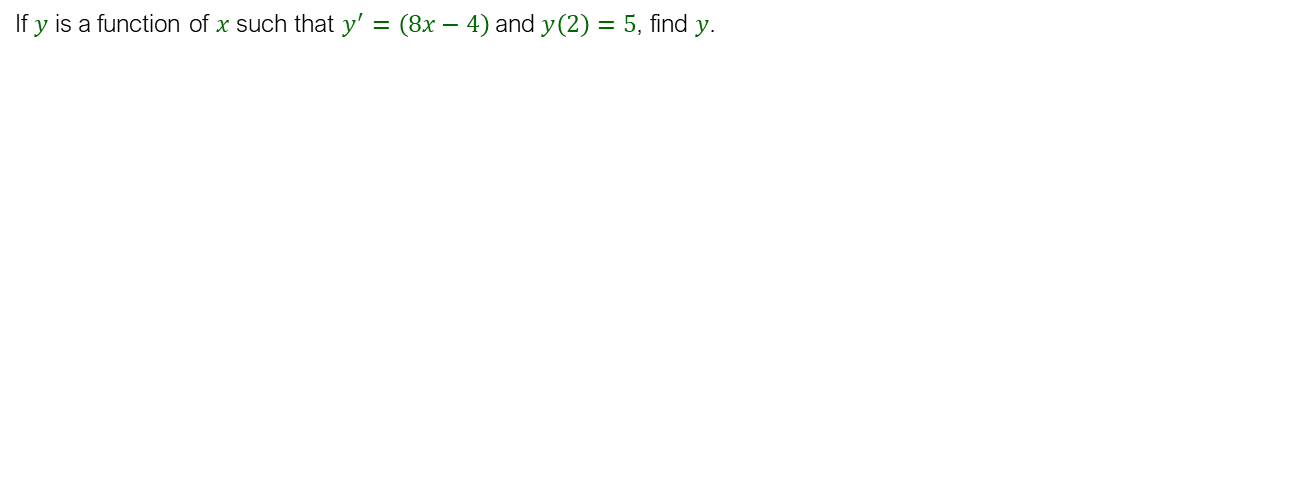 If y is a function of x such that y′ = (8x − 4) and y(2) = 5, find y.